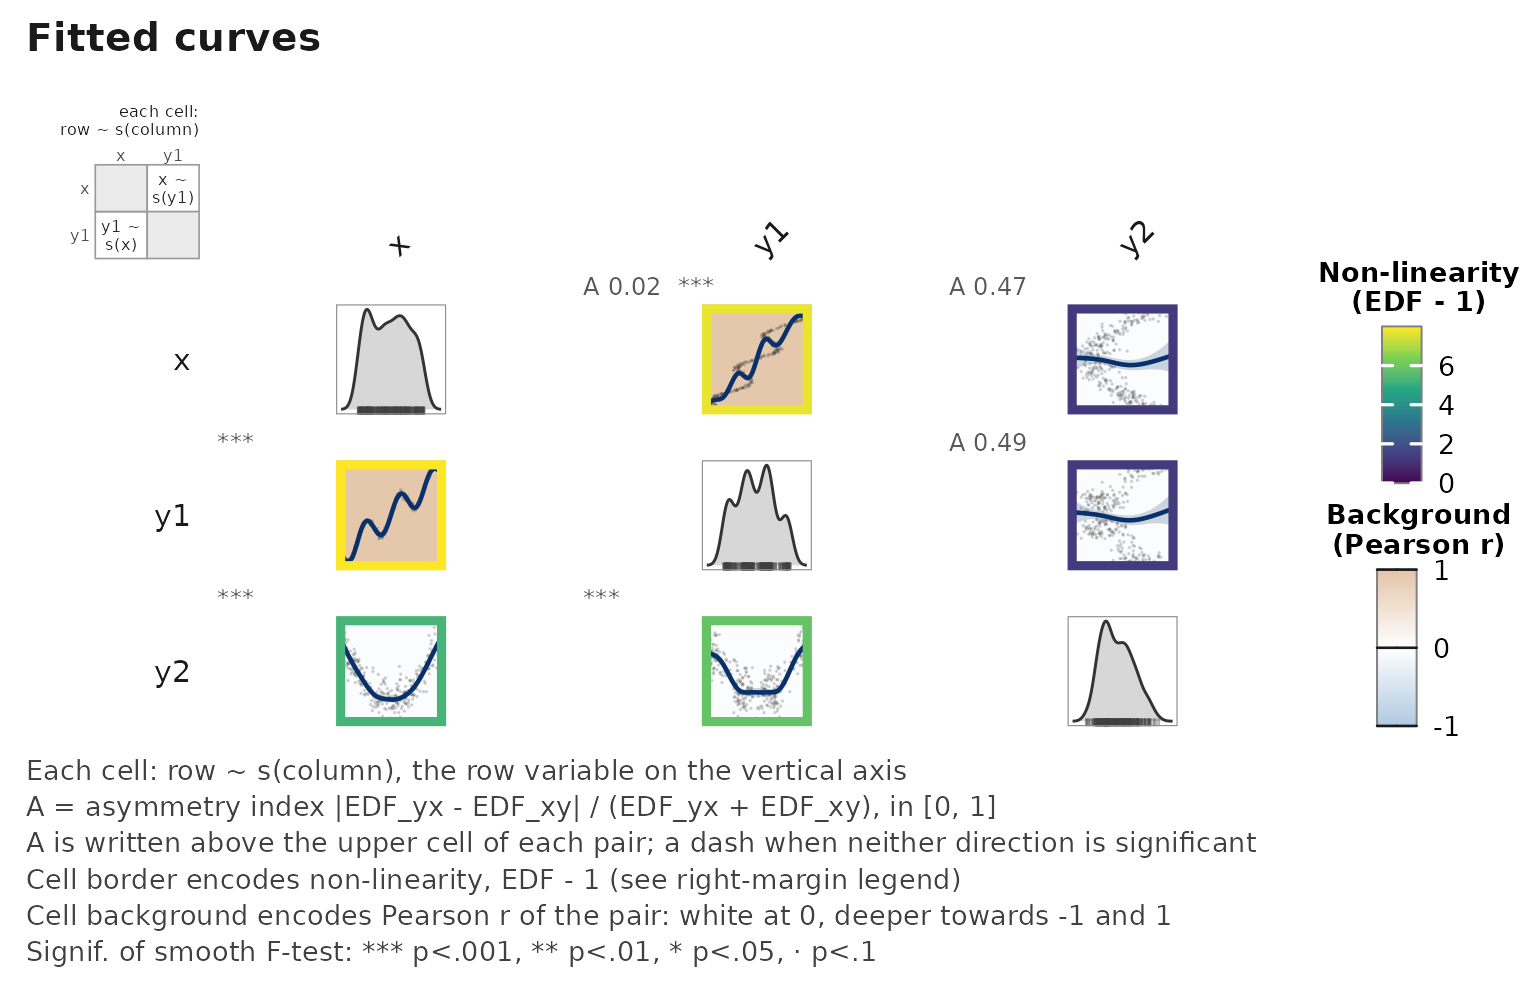 Fitted curves
each cell:
row ~ s(column)
x y1
x
x ~
s(y1)
y1
y1 ~
s(x)
x y1 y2
A 0.02 *** A 0.47
x
*** A 0.49
y1
*** ***
y2
Non-linearity
(EDF - 1)
6
4
2
0
Background
(Pearson r)
1
0
-1
Each cell: row ~ s(column), the row variable on the vertical axis
A = asymmetry index |EDF_yx - EDF_xy| / (EDF_yx + EDF_xy), in [0, 1]
A is written above the upper cell of each pair; a dash when neither direction is significant
Cell border encodes non-linearity, EDF - 1 (see right-margin legend)
Cell background encodes Pearson r of the pair: white at 0, deeper towards -1 and 1
Signif. of smooth F-test: *** p<.001, ** p<.01, * p<.05, · p<.1